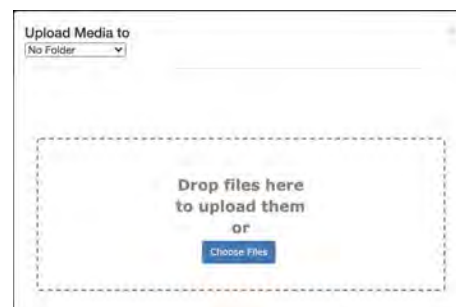 Upload Media to
No Folder
Drop files here
to upload them
or
Choose Files